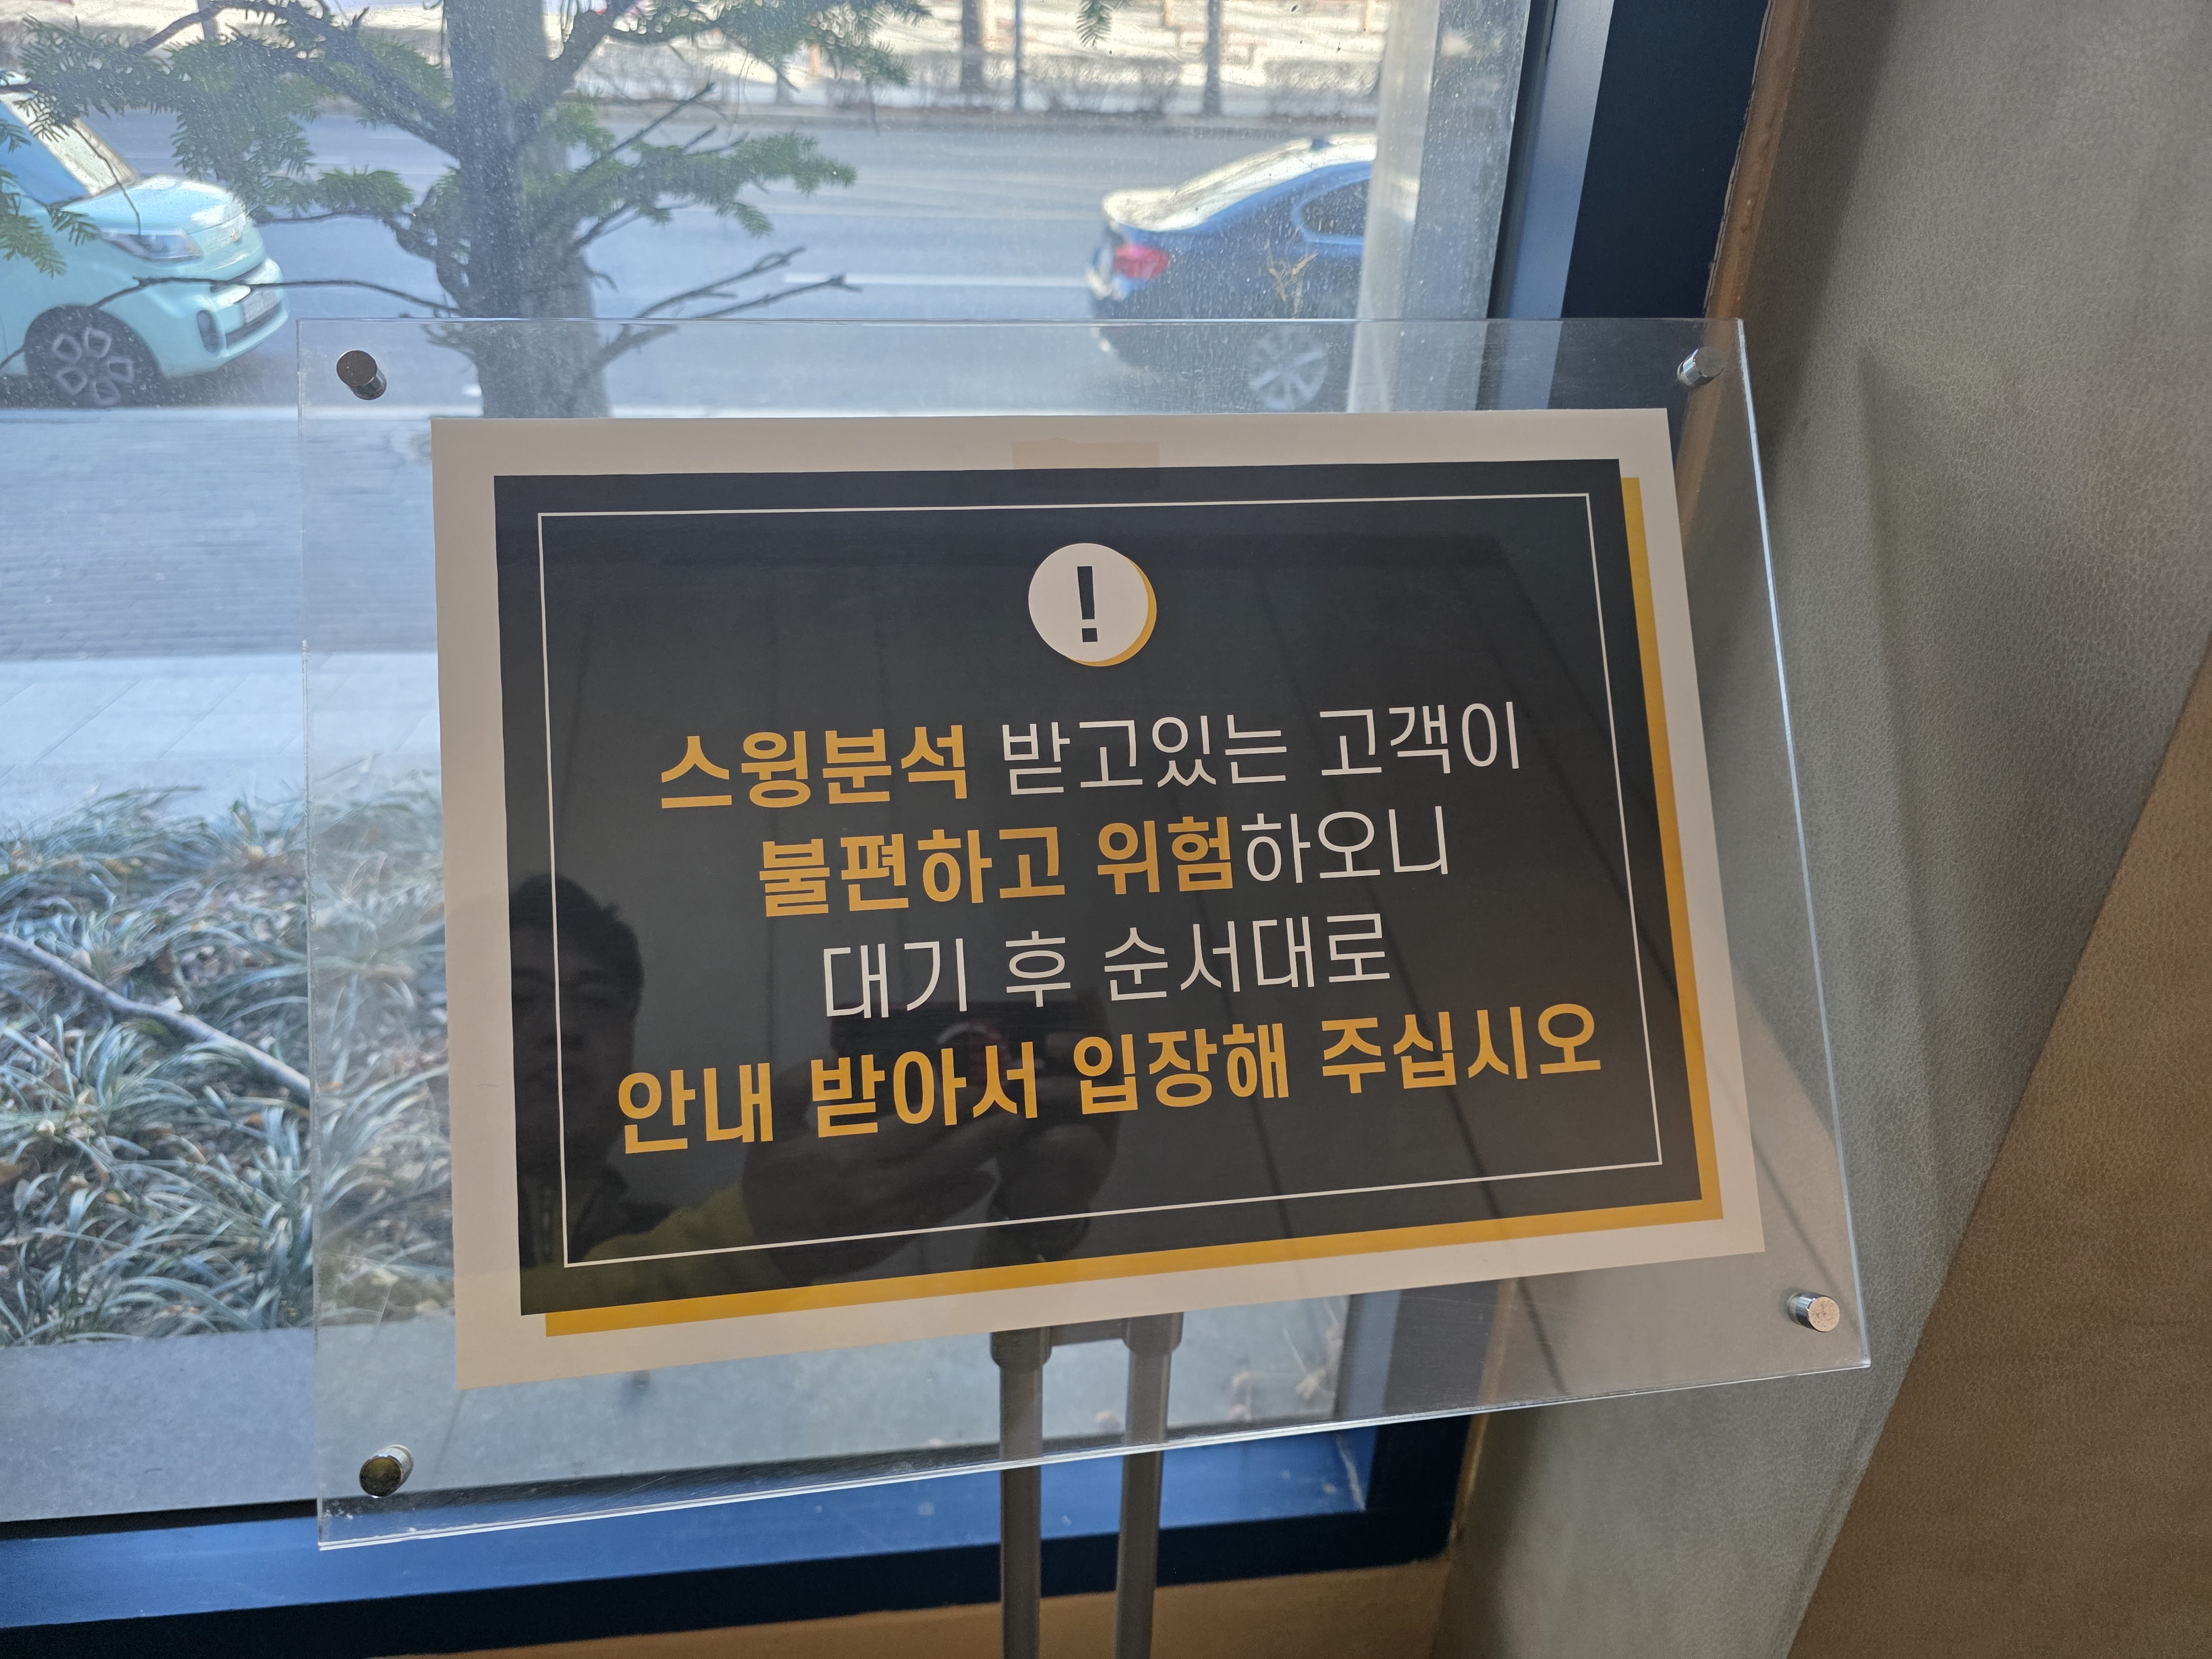 !
스윙분석 받고있는 고객이
불편하고 위험하오니
대기 후 순서대로
안내 받아서 입장해 주십시오